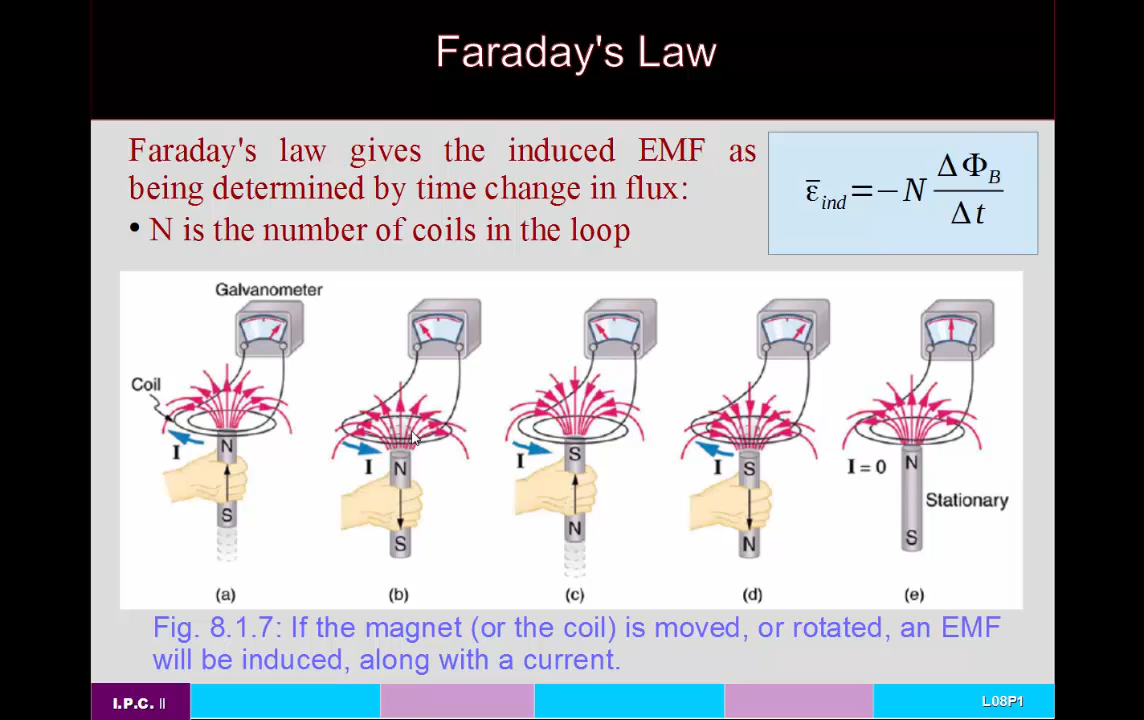 Faraday's Law
Faraday's law gives the induced EMF as
being determined by time change in flux:
• N is the number of coils in the loop
ε̅ind=−N ΔΦB/Δt
Galvanometer
Coil
I
N
S
I
N
S
I
S
N
I
S
N
I = 0
N
Stationary
S
(a) (b) (c) (d) (e)
Fig. 8.1.7: If the magnet (or the coil) is moved, or rotated, an EMF
will be induced, along with a current.
I.P.C. II
L08P1